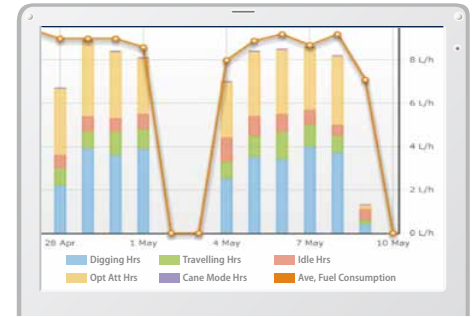 8 L/h
6 L/h
4 L/h
2 L/h
0 L/h
28 Apr 1 May 4 May 7 May 10 May
Digging Hrs Travelling Hrs Idle Hrs
Opt Att Hrs Cane Mode Hrs Ave, Fuel Consumption